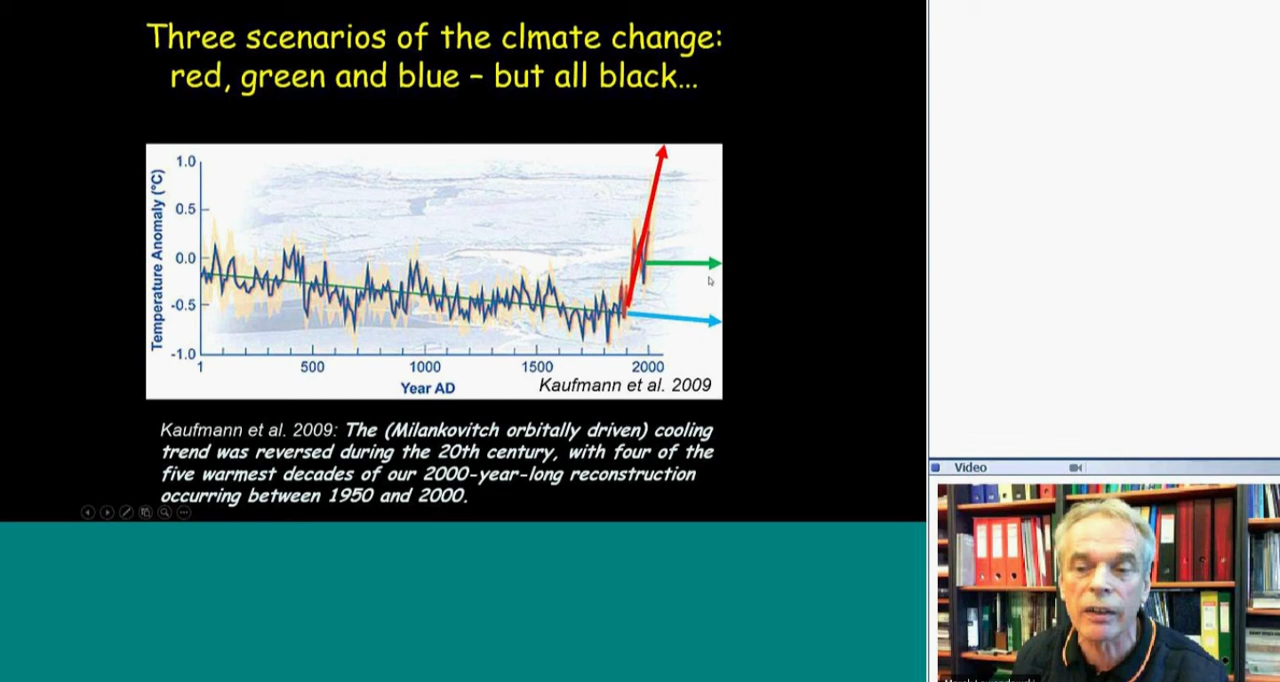 Three scenarios of the clmate change:
red, green and blue – but all black...
Temperature Anomaly (°C)
1.0
0.5
0.0
-0.5
-1.0
1
500
1000
1500
2000
Year AD
Kaufmann et al. 2009
Kaufmann et al. 2009: The (Milankovitch orbitally driven) cooling
trend was reversed during the 20th century, with four of the
five warmest decades of our 2000-year-long reconstruction
occurring between 1950 and 2000.
Video